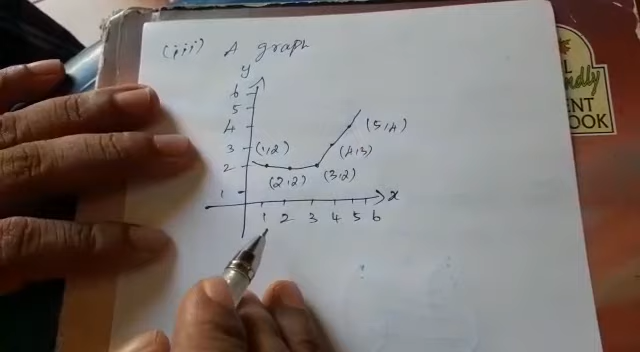 (iii) A graph
y
6
5
4
3 (1,2) (5,4)
2 (4,3)
(2,2) (3,2)
1
x
1 2 3 4 5 6
ENT
OOK